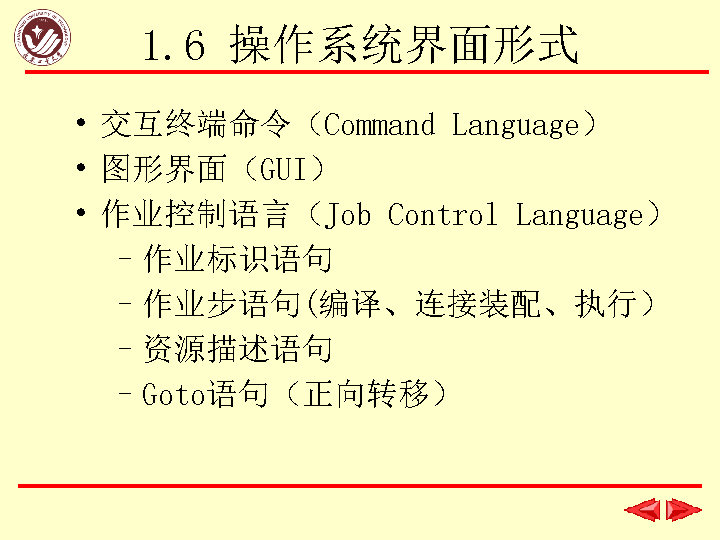 1.6 操作系统界面形式
• 交互终端命令（Command Language）
• 图形界面（GUI）
• 作业控制语言（Job Control Language）
–作业标识语句
–作业步语句(编译、连接装配、执行）
–资源描述语句
–Goto语句（正向转移）